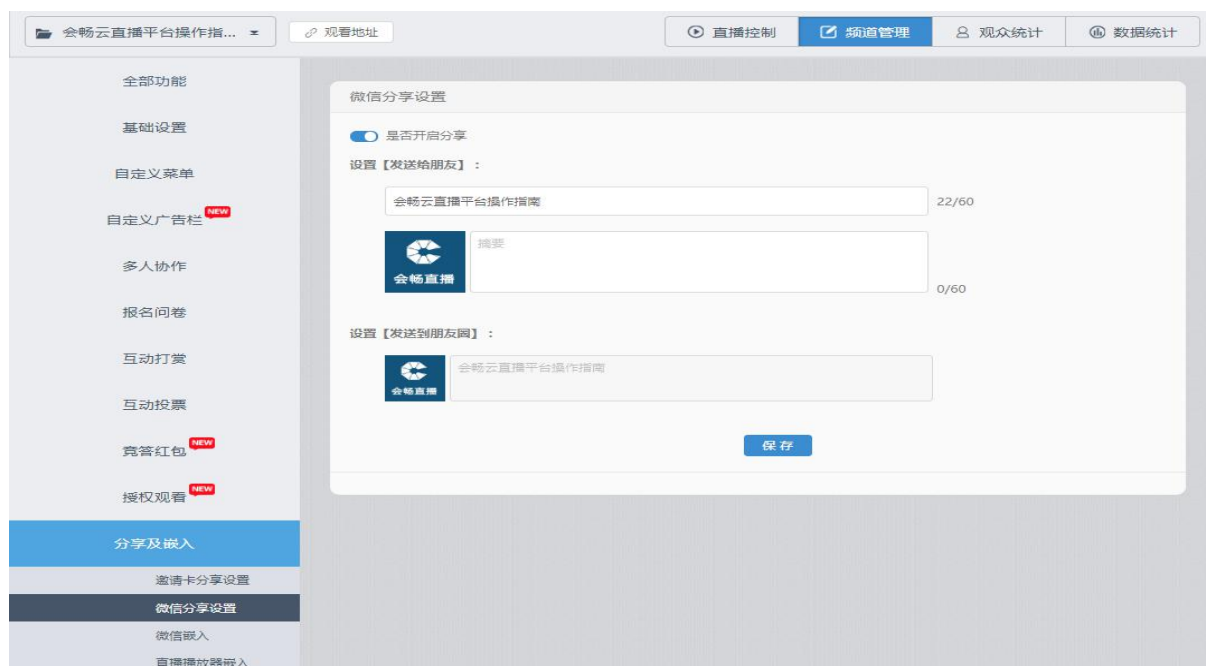 会畅云直播平台操作指... 观看地址 直播控制 频道管理 观众统计 数据统计
全部功能
基础设置
自定义菜单
自定义广告栏 NEW
多人协作
报名问卷
互动打赏
互动投票
竞答红包 NEW
授权观看 NEW
分享及嵌入
邀请卡分享设置
微信分享设置
微信嵌入
直播播放器嵌入
微信分享设置
是否开启分享
设置【发送给朋友】:
会畅云直播平台操作指南 22/60
会畅直播 摘要
0/60
设置【发送到朋友圈】:
会畅云直播平台操作指南
会畅直播
保存